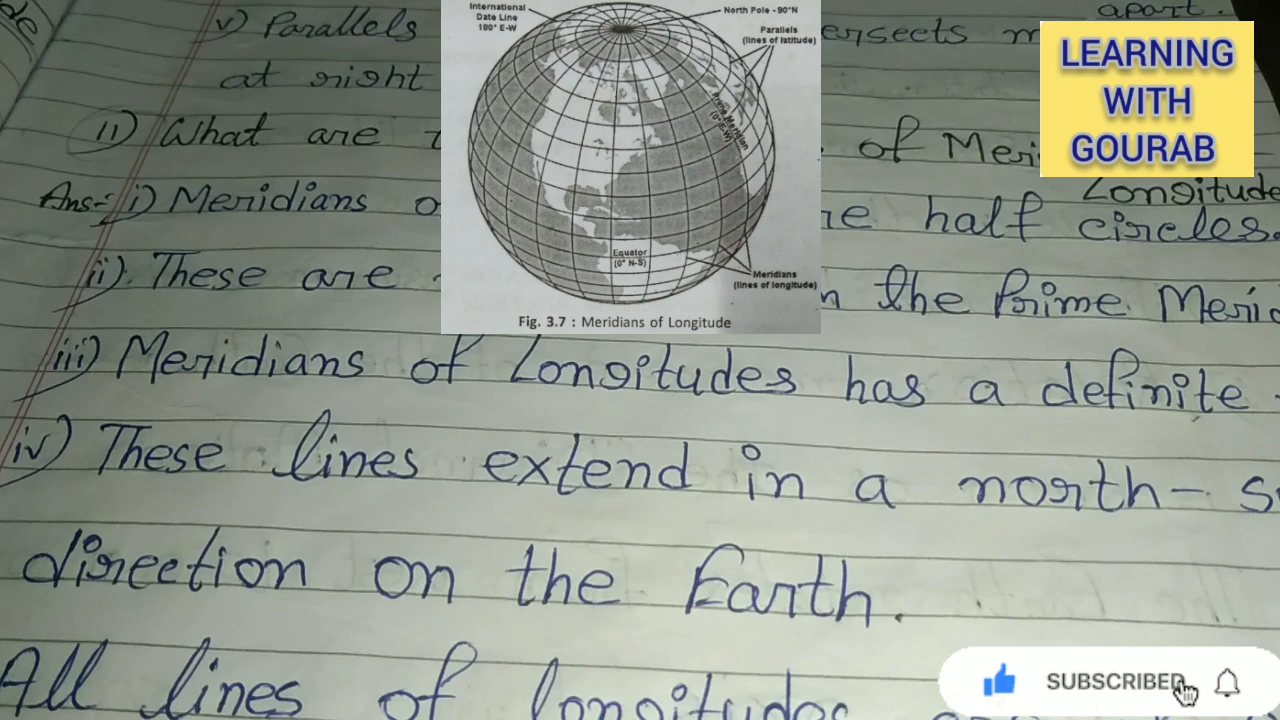 apart.
v) Parallels ersects m
at right
11) What are of Meri
Longitude
Ans:- i) Meridians o re half circles.
ii). These are n the Prime Meric
iii) Meridians of Longitudes has a definite
iv) These lines extend in a north- s
direction on the Earth.
All lines of longitudes
International
Date Line
180° E-W
North Pole - 90°N
Parallels
(lines of latitude)
Prime Meridian
(0° E-W)
Equator
(0° N-S)
Meridians
(lines of longitude)
Fig. 3.7 : Meridians of Longitude
LEARNING
WITH
GOURAB
SUBSCRIBED